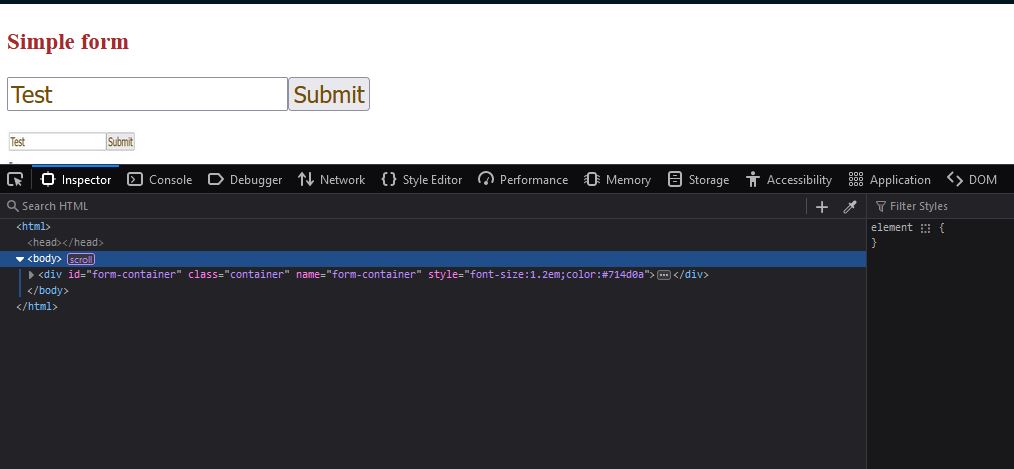 Simple form
Test Submit
Test Submit
Inspector Console Debugger Network {} Style Editor Performance Memory Storage Accessibility Application DOM
Search HTML + Filter Styles
<html>
<head></head>
<body> scroll
<div id="form-container" class="container" name="form-container" style="font-size:1.2em;color:#714d0a">⋯</div>
</body>
</html>
element {
}